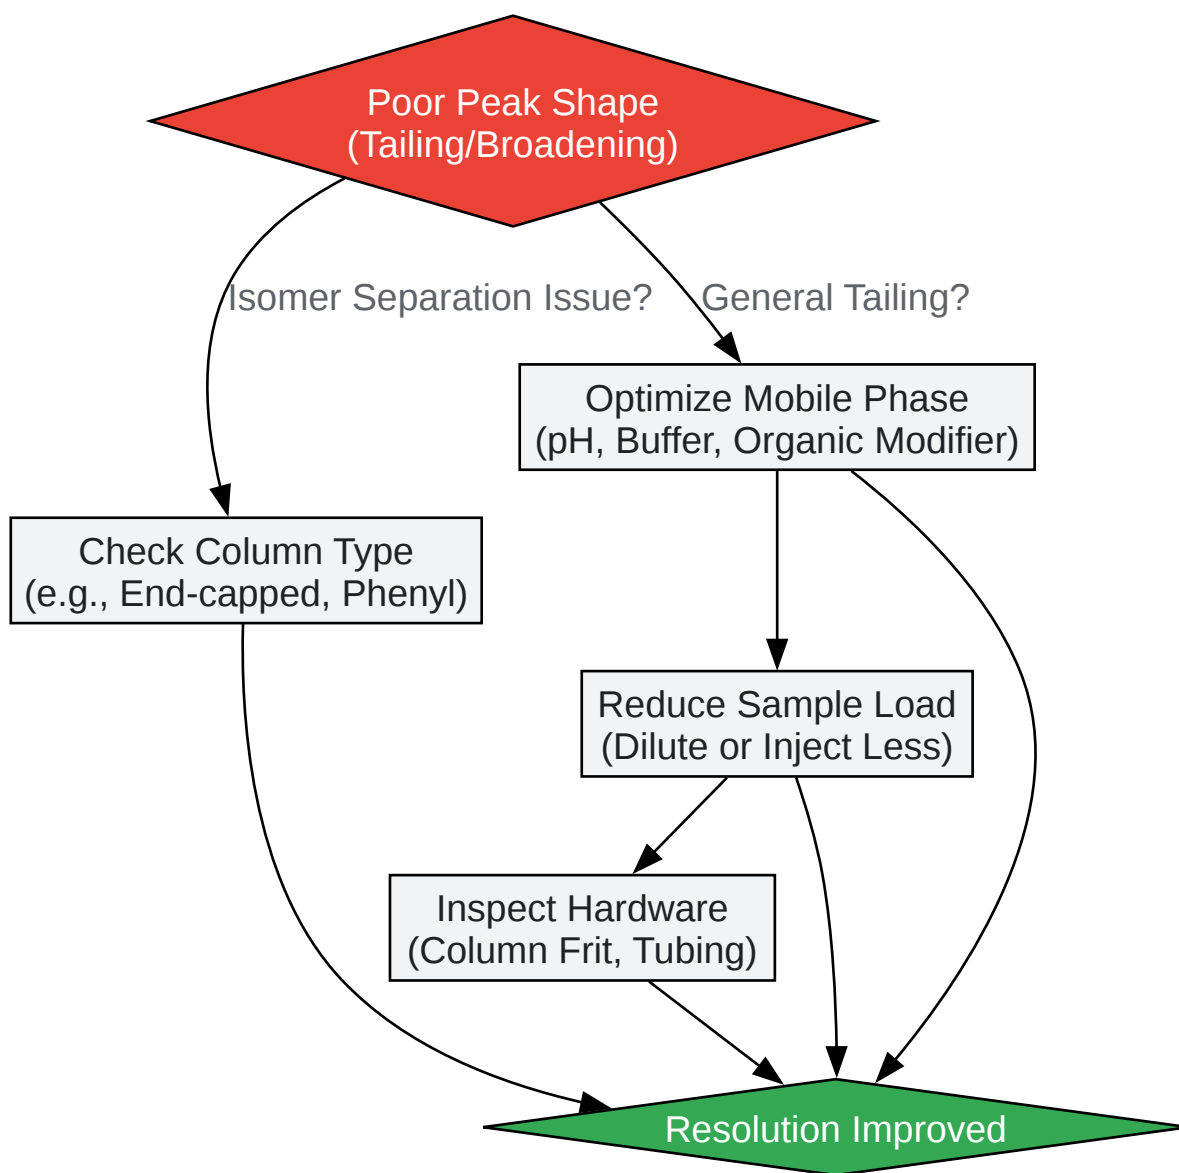 Poor Peak Shape
(Tailing/Broadening)
Isomer Separation Issue?
General Tailing?
Optimize Mobile Phase
(pH, Buffer, Organic Modifier)
Check Column Type
(e.g., End-capped, Phenyl)
Reduce Sample Load
(Dilute or Inject Less)
Inspect Hardware
(Column Frit, Tubing)
Resolution Improved